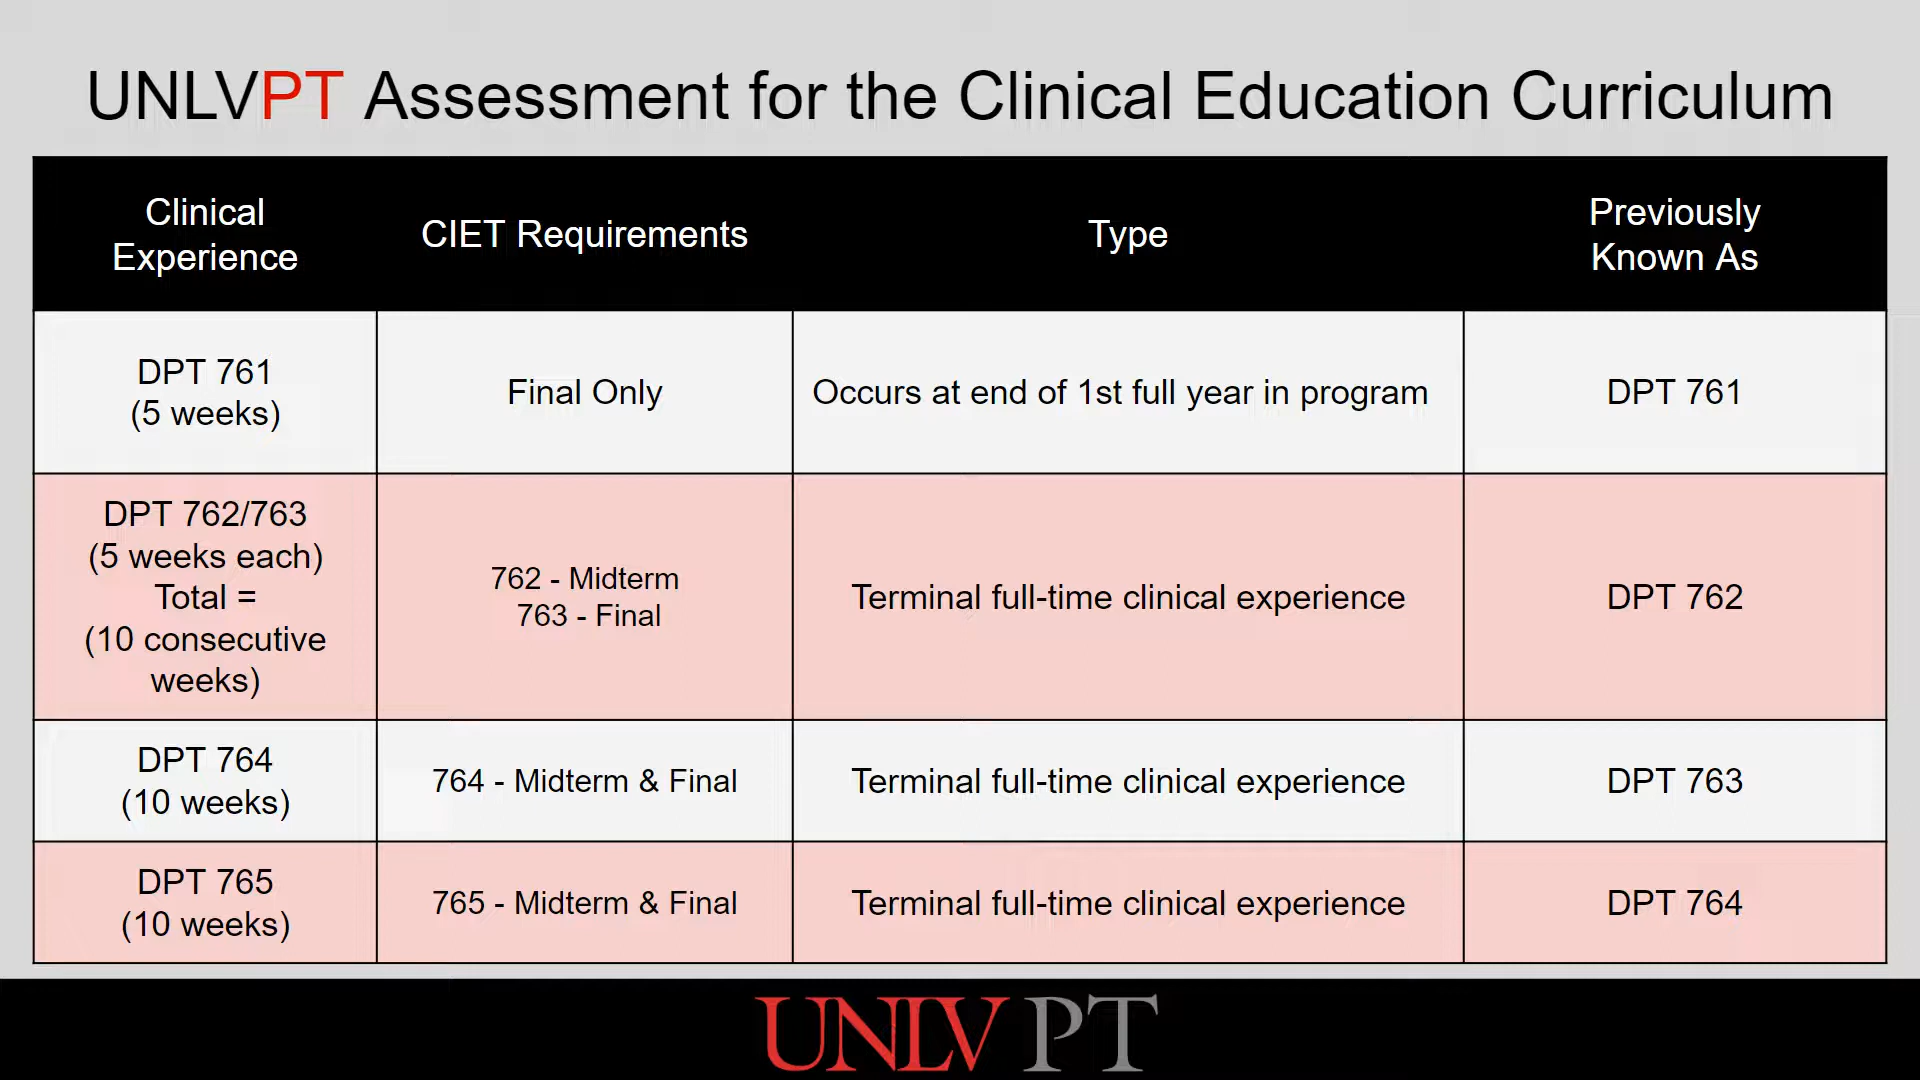 UNLVPT Assessment for the Clinical Education Curriculum
Clinical
Experience
CIET Requirements
Type
Previously
Known As
DPT 761
(5 weeks)
Final Only
Occurs at end of 1st full year in program
DPT 761
DPT 762/763
(5 weeks each)
Total =
(10 consecutive
weeks)
762 - Midterm
763 - Final
Terminal full-time clinical experience
DPT 762
DPT 764
(10 weeks)
764 - Midterm & Final
Terminal full-time clinical experience
DPT 763
DPT 765
(10 weeks)
765 - Midterm & Final
Terminal full-time clinical experience
DPT 764
UNLV PT